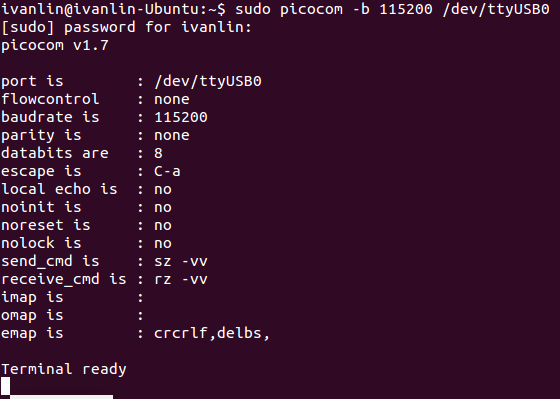 ivanlin@ivanlin-Ubuntu:~$ sudo picocom -b 115200 /dev/ttyUSB0
[sudo] password for ivanlin:
picocom v1.7
port is : /dev/ttyUSB0
flowcontrol : none
baudrate is : 115200
parity is : none
databits are : 8
escape is : C-a
local echo is : no
noinit is : no
noreset is : no
nolock is : no
send_cmd is : sz -vv
receive_cmd is : rz -vv
imap is :
omap is :
emap is : crcrlf,delbs,
Terminal ready